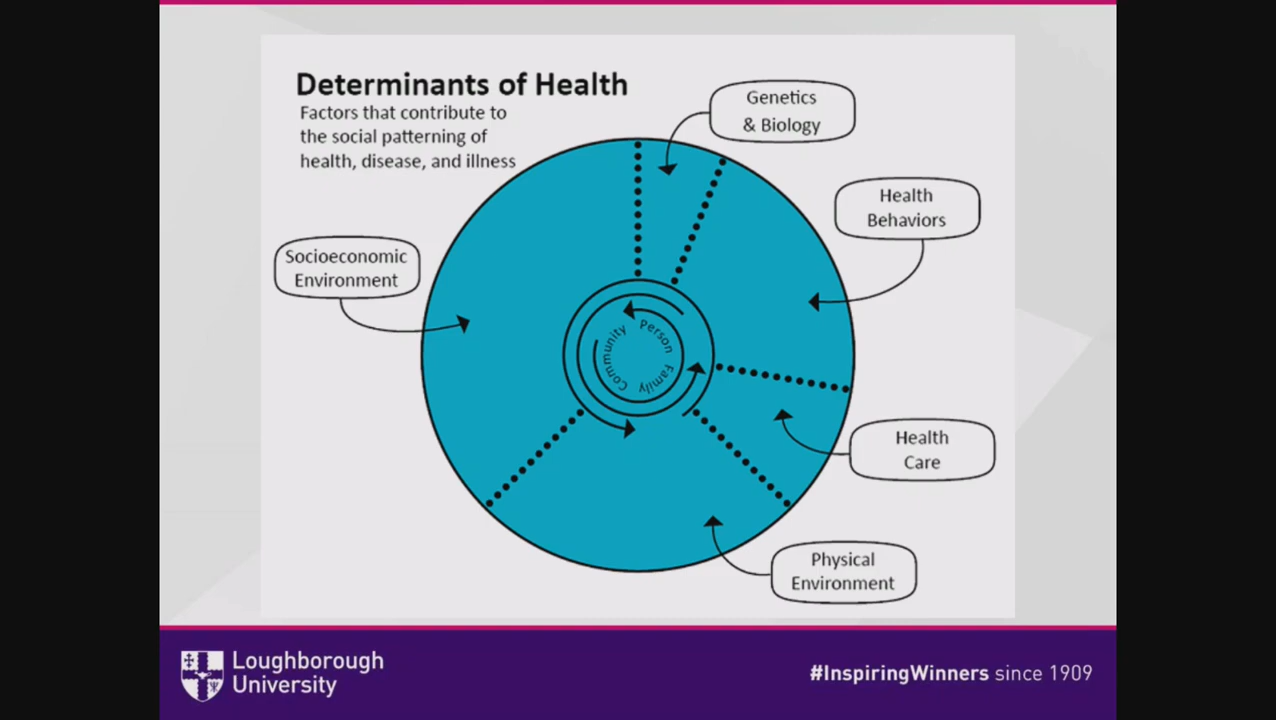 Determinants of Health
Factors that contribute to
the social patterning of
health, disease, and illness
Genetics
& Biology
Health
Behaviors
Socioeconomic
Environment
Person
Family
Community
Health
Care
Physical
Environment
Loughborough
University
#InspiringWinners since 1909